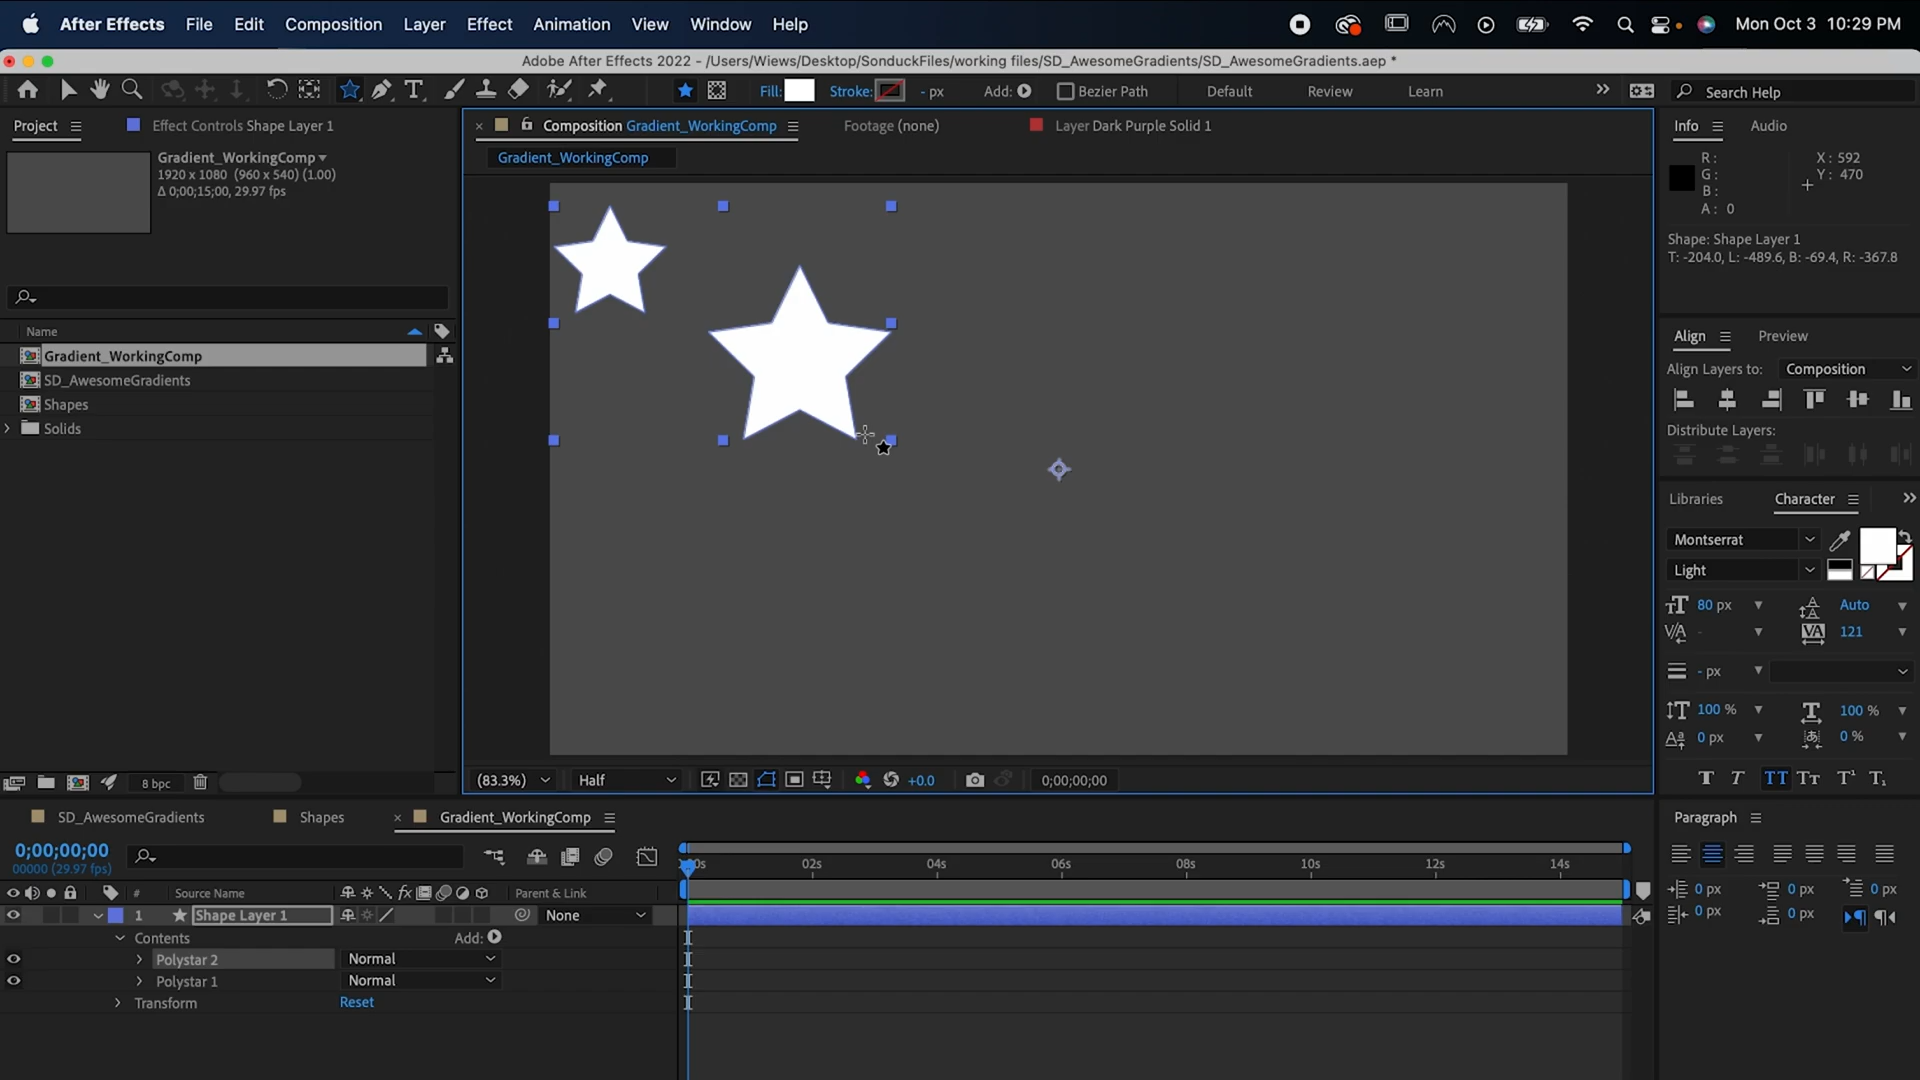 After Effects File Edit Composition Layer Effect Animation View Window Help Mon Oct 3 10:29 PM
Adobe After Effects 2022 - /Users/Wiews/Desktop/SonduckFiles/working files/SD_AwesomeGradients/SD_AwesomeGradients.aep *
Fill: Stroke: - px Add: Bezier Path Default Review Learn Search Help
Project Effect Controls Shape Layer 1
Gradient_WorkingComp
1920 x 1080 (960 x 540) (1.00)
Δ 0;00;15;00, 29.97 fps
Name
Gradient_WorkingComp
SD_AwesomeGradients
Shapes
Solids
8 bpc
Composition Gradient_WorkingComp Footage (none) Layer Dark Purple Solid 1
Gradient_WorkingComp
(83.3%) Half +0.0 0;00;00;00
Info Audio
R: X: 592
G: Y: 470
B:
A: 0
Shape: Shape Layer 1
T: -204.0, L: -489.6, B: -69.4, R: -367.8
Align Preview
Align Layers to: Composition
Distribute Layers:
Libraries Character
Montserrat
Light
80 px Auto
- 121
- px
100 % 100 %
0 px 0 %
T T TT Tt T¹ T₁
Paragraph
0 px 0 px 0 px
0 px 0 px
SD_AwesomeGradients Shapes Gradient_WorkingComp
0;00;00;00
00000 (29.97 fps)
:00s 02s 04s 06s 08s 10s 12s 14s
# Source Name fx Parent & Link
1 Shape Layer 1 None
Contents Add:
Polystar 2 Normal
Polystar 1 Normal
Transform Reset